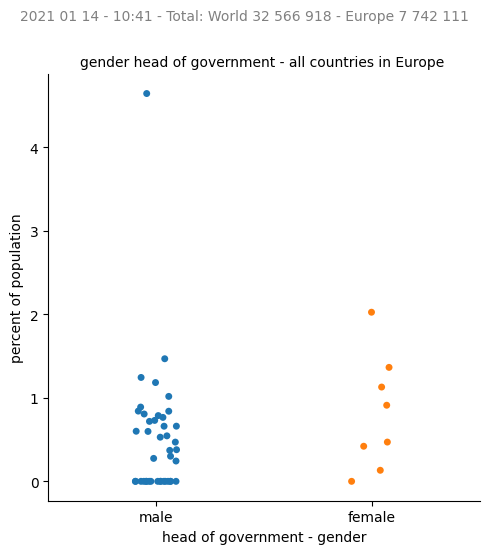 2021 01 14 - 10:41 - Total: World 32 566 918 - Europe 7 742 111
gender head of government - all countries in Europe
percent of population
4
3
2
1
0
male female
head of government - gender